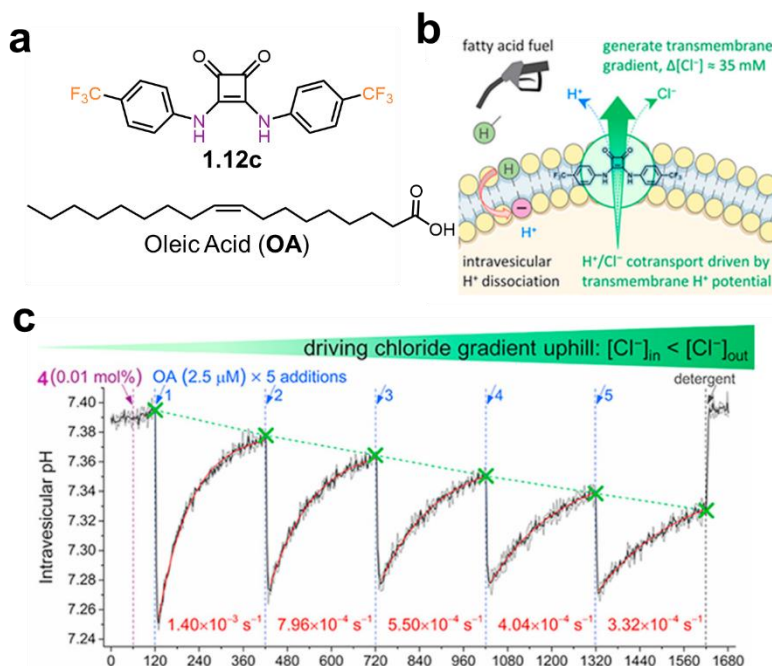 a
F₃C
CF₃
O
O
N
H
N
H
1.12c
O
OH
Oleic Acid (OA)
b
fatty acid fuel
generate transmembrane
gradient, Δ[Cl⁻] ≈ 35 mM
H⁺
Cl⁻
H
H
H⁺
intravesicular
H⁺ dissociation
H⁺/Cl⁻ cotransport driven by
transmembrane H⁺ potential
c
driving chloride gradient uphill: [Cl⁻]in < [Cl⁻]out
4 (0.01 mol%)
OA (2.5 μM) × 5 additions
detergent
1
2
3
4
5
Intravesicular pH
7.40
7.38
7.36
7.34
7.32
7.30
7.28
7.26
7.24
1.40×10⁻³ s⁻¹
7.96×10⁻⁴ s⁻¹
5.50×10⁻⁴ s⁻¹
4.04×10⁻⁴ s⁻¹
3.32×10⁻⁴ s⁻¹
0 120 240 360 480 600 720 840 960 1080 1200 1320 1440 1560 1680